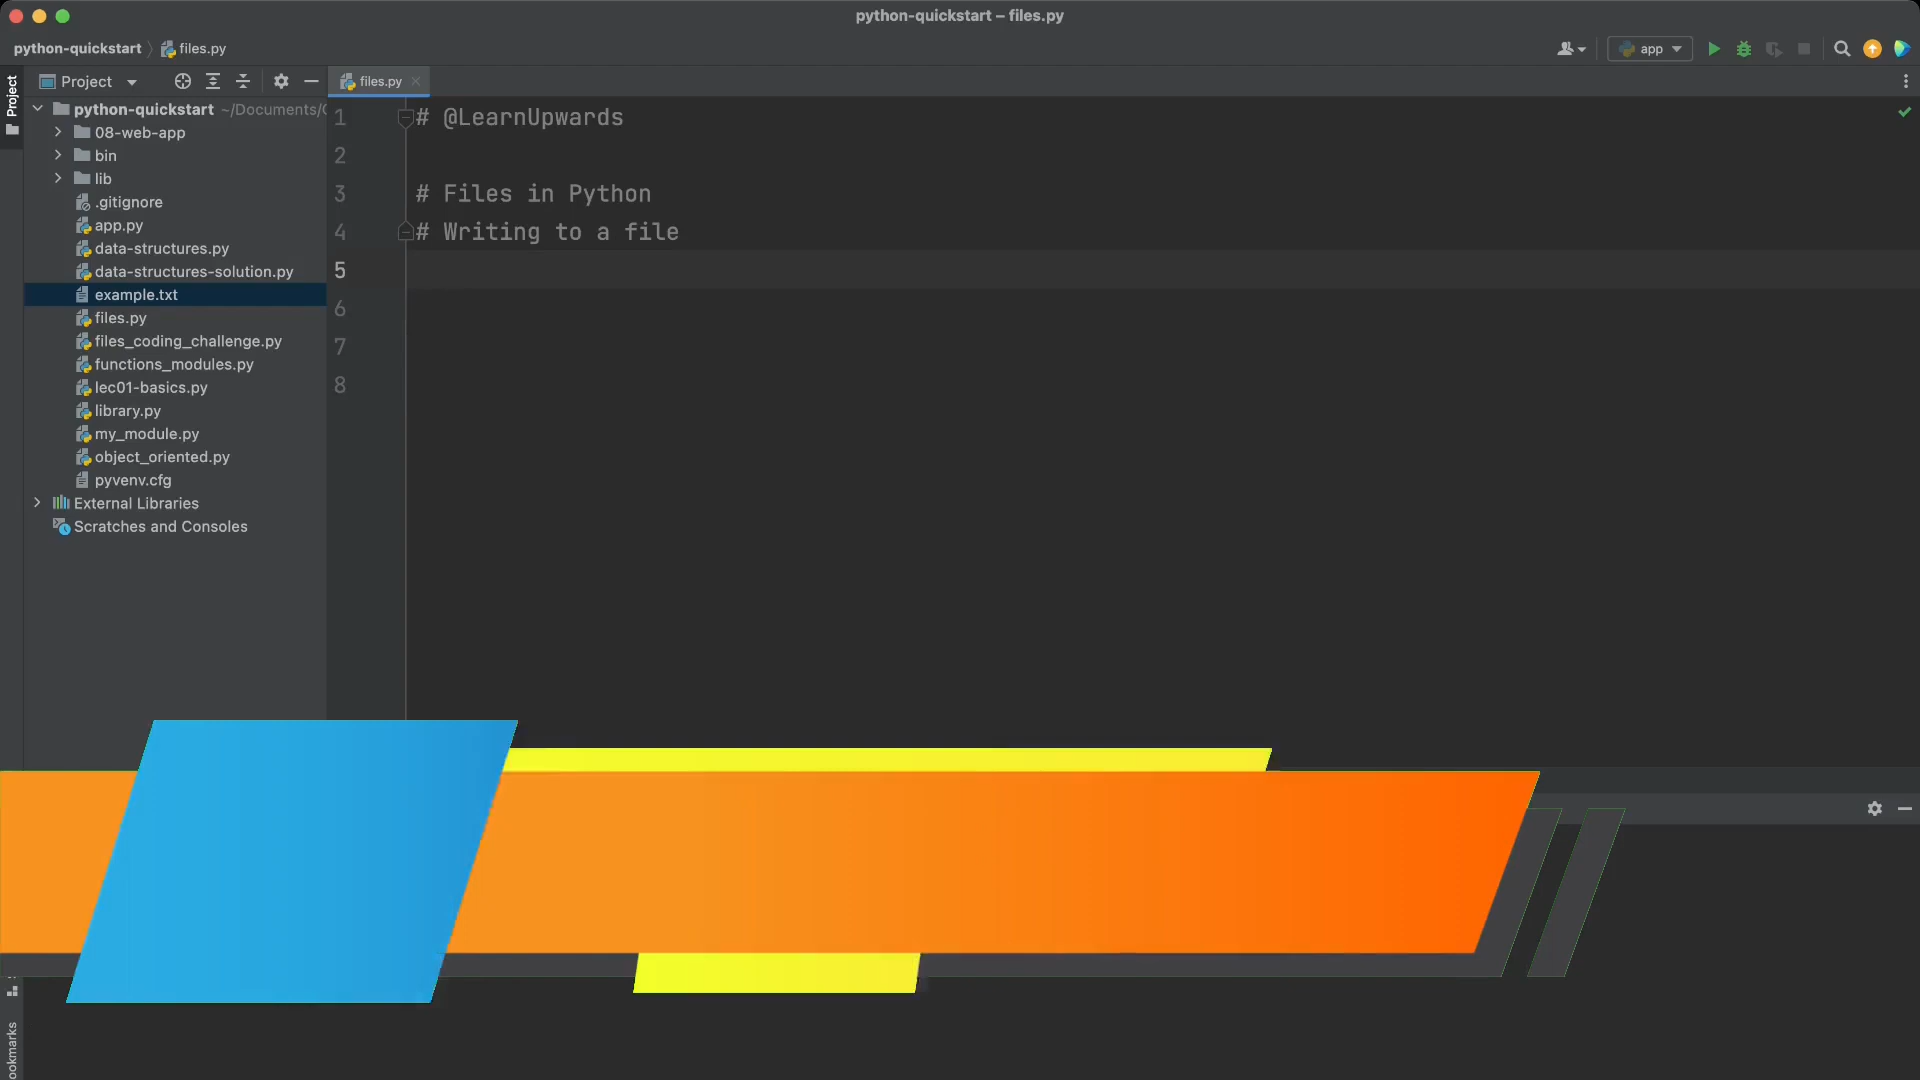 python-quickstart – files.py
python-quickstart
files.py
app
Project
Project
files.py
python-quickstart ~/Documents/
08-web-app
bin
lib
.gitignore
app.py
data-structures.py
data-structures-solution.py
example.txt
files.py
files_coding_challenge.py
functions_modules.py
lec01-basics.py
library.py
my_module.py
object_oriented.py
pyvenv.cfg
External Libraries
Scratches and Consoles
1 # @LearnUpwards
2
3 # Files in Python
4 # Writing to a file
5
6
7
8
ookmarks